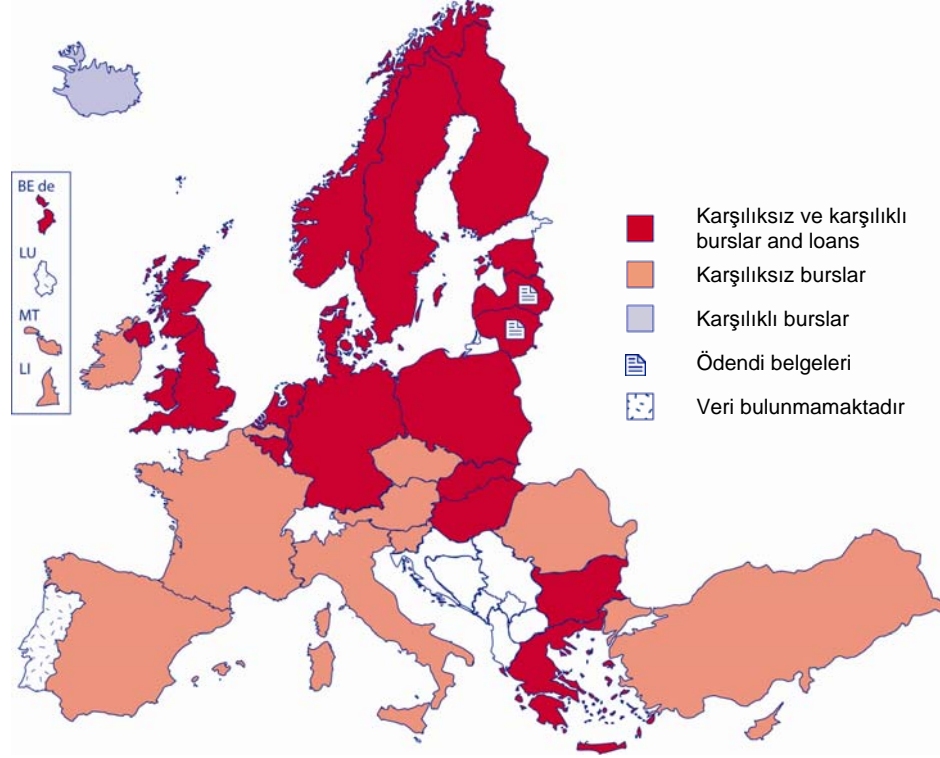 BE de
LU
MT
LI
Karşılıksız ve karşılıklı
burslar and loans
Karşılıksız burslar
Karşılıklı burslar
Ödendi belgeleri
Veri bulunmamaktadır